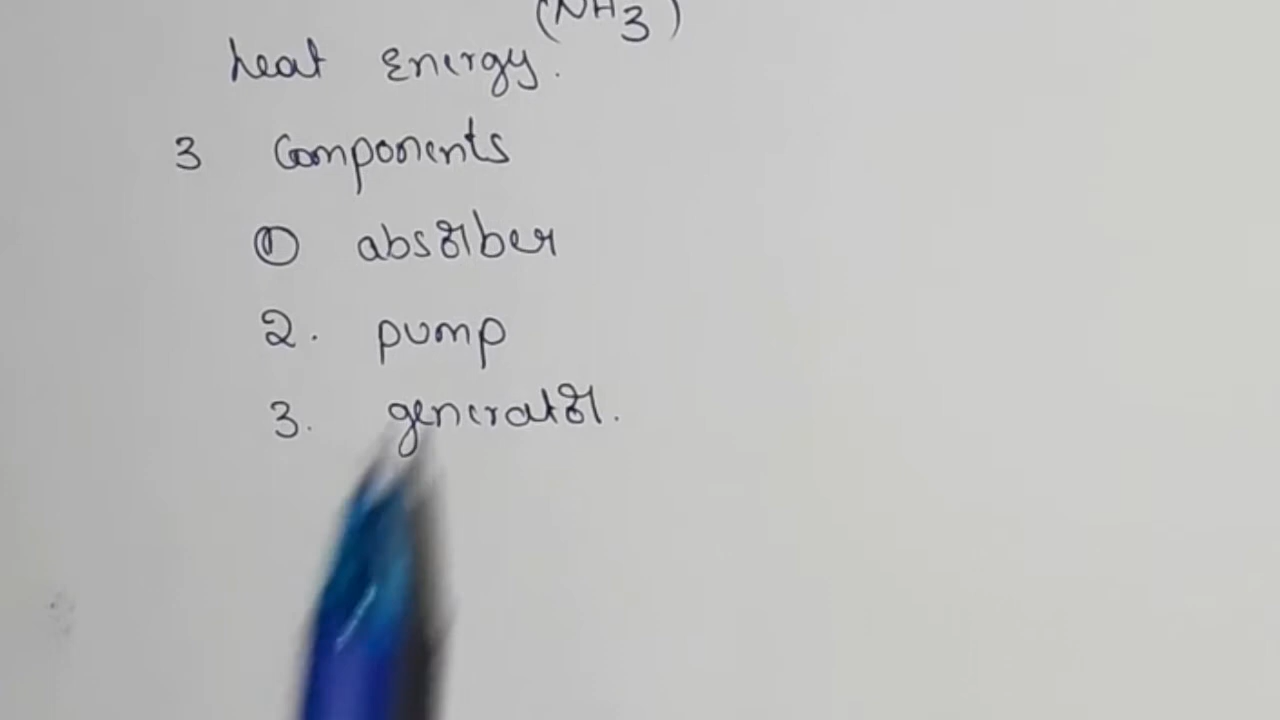 (NH3)
heat energy.
3 Components
① absorber
2. pump
3. generator.